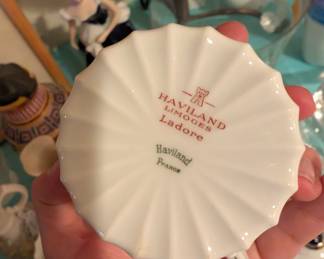 HAVILAND
LIMOGES
Ladore
Haviland
France